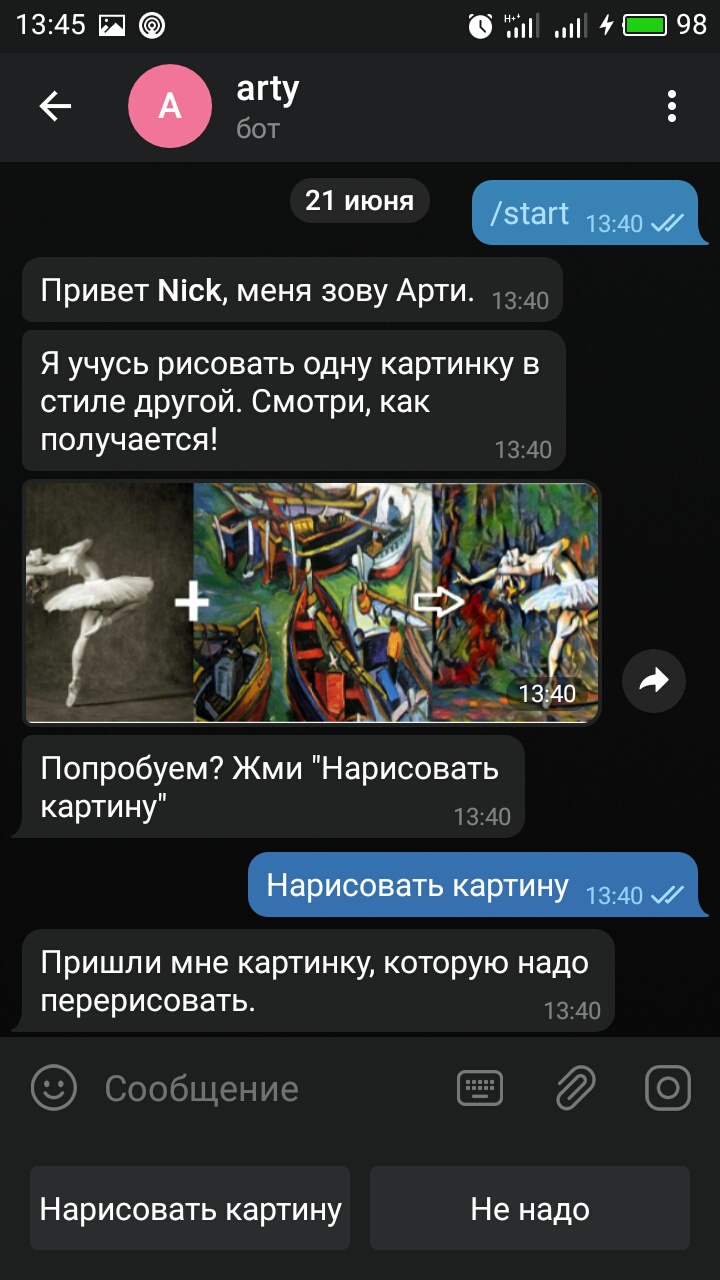 13:45 H+ 98
A arty
бот
21 июня
/start 13:40
Привет Nick, меня зову Арти. 13:40
Я учусь рисовать одну картинку в
стиле другой. Смотри, как
получается! 13:40
13:40
Попробуем? Жми "Нарисовать
картину" 13:40
Нарисовать картину 13:40
Пришли мне картинку, которую надо
перерисовать. 13:40
Сообщение
Нарисовать картину Не надо